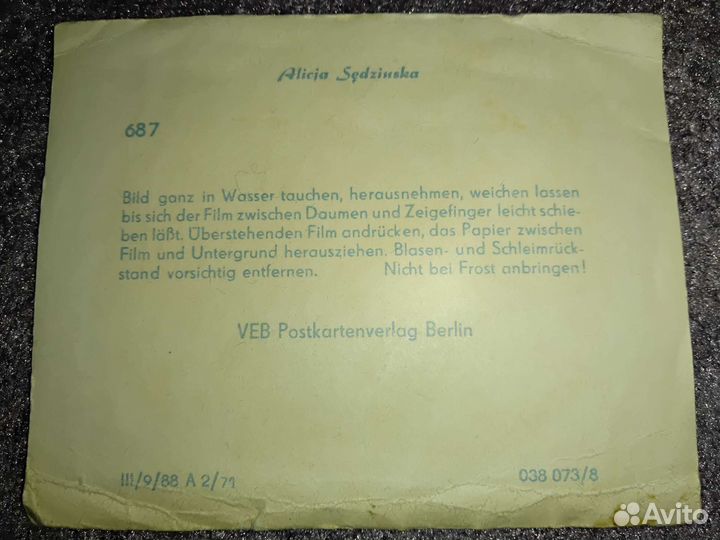 Alicja Sędzinska
687
Bild ganz in Wasser tauchen, herausnehmen, weichen lassen
bis sich der Film zwischen Daumen und Zeigefinger leicht schie-
ben läßt. Überstehenden Film andrücken, das Papier zwischen
Film und Untergrund herausziehen. Blasen- und Schleimrück-
stand vorsichtig entfernen. Nicht bei Frost anbringen!
VEB Postkartenverlag Berlin
III/9/88 A 2/71 038 073/8
Avito